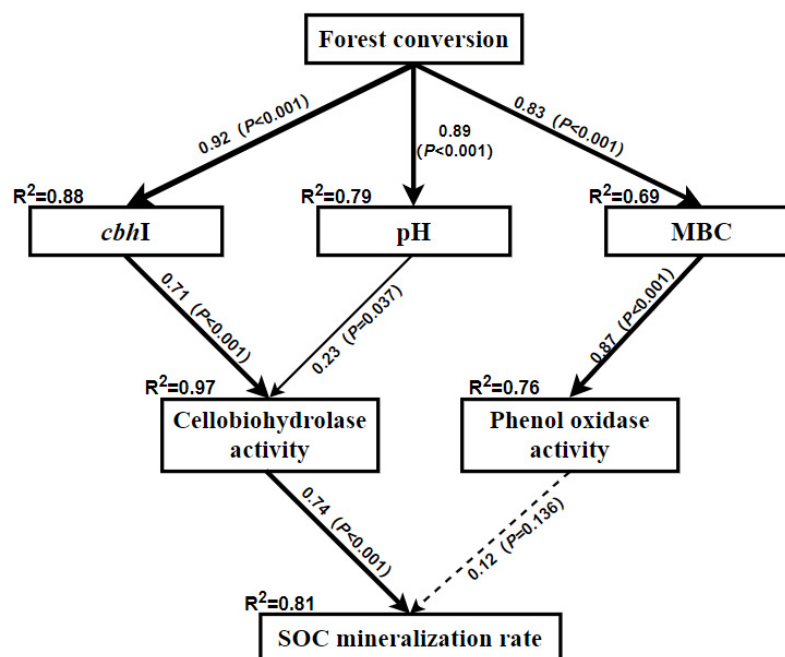 Forest conversion
0.92 (P<0.001)
0.89
(P<0.001)
0.83 (P<0.001)
R²=0.88
R²=0.79
R²=0.69
cbhI
pH
MBC
0.71 (P<0.001)
0.23 (P=0.037)
0.87 (P<0.001)
R²=0.97
R²=0.76
Cellobiohydrolase
activity
Phenol oxidase
activity
0.74 (P<0.001)
0.12 (P=0.136)
R²=0.81
SOC mineralization rate